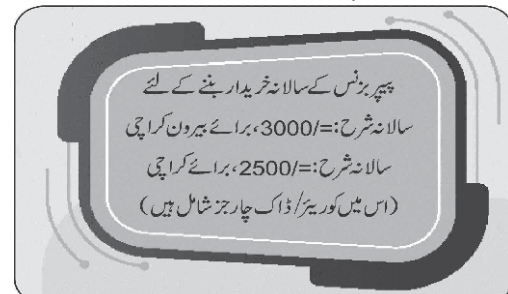 پیپر بزنس کے سالانہ خریدار بننے کے لئے
سالانہ شرح:=/3000، برائے بیرون کراچی
سالانہ شرح:=/2500، برائے کراچی
(اس میں کوریئر/ ڈاک چارجز شامل ہیں)